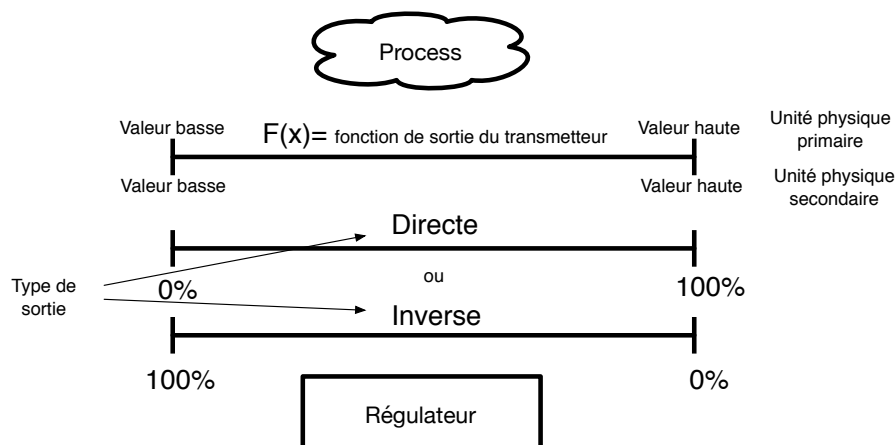 Process
Valeur basse
F(x)= fonction de sortie du transmetteur
Valeur haute
Unité physique
primaire
Valeur basse
Valeur haute
Unité physique
secondaire
Directe
Type de
sortie
0%
ou
100%
Inverse
100%
0%
Régulateur